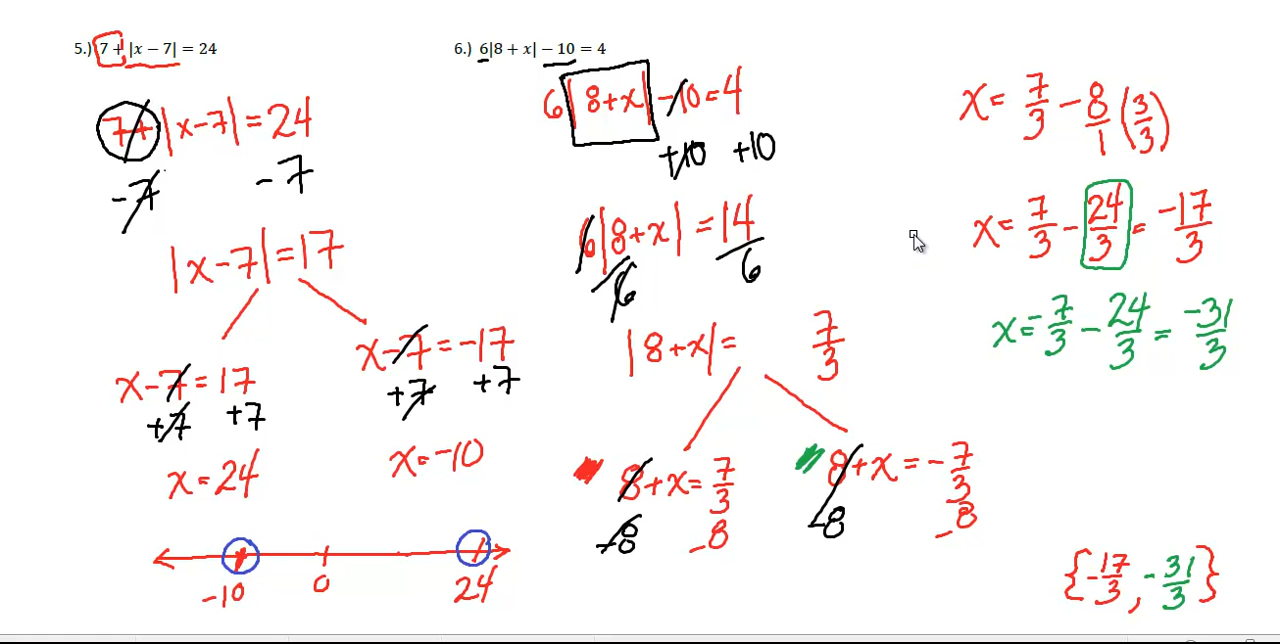 5.) 7 + |x − 7| = 24
7+|x-7|=24
-7 -7
|x-7|=17
x-7=17
+7 +7
x=24
x-7=-17
+7 +7
x=-10
-10 0 24
6.) 6|8 + x| − 10 = 4
6|8+x|-10=4
+10 +10
6|8+x|=14
/6 /6
|8+x|= 7/3
8+x=7/3
-8 -8
8+x=-7/3
-8 -8
x=7/3-8/1(3/3)
x=7/3-24/3=-17/3
x=-7/3-24/3=-31/3
{-17/3,-31/3}